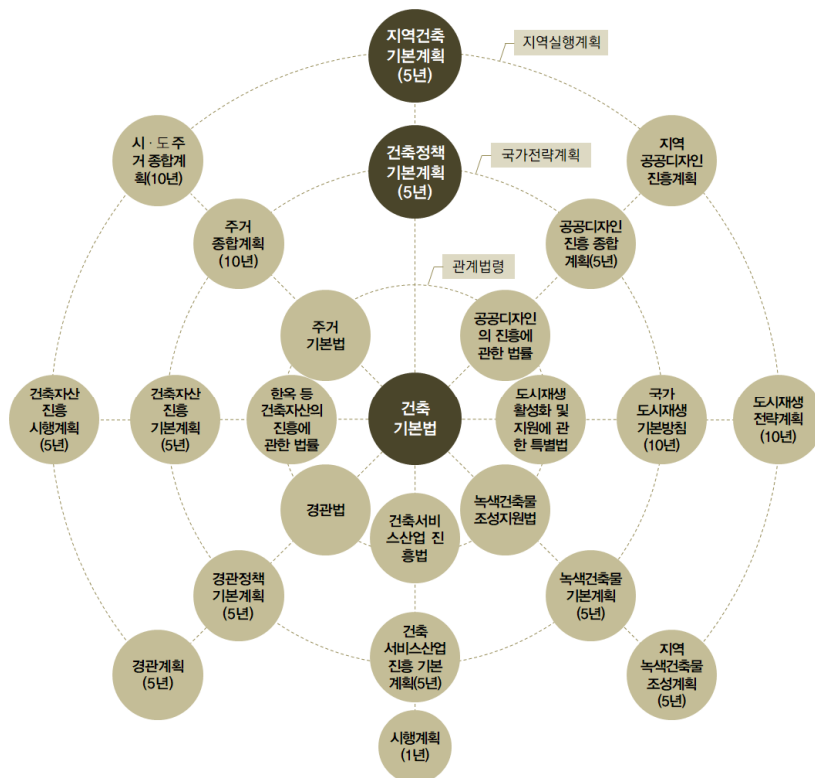 지역건축
기본계획
(5년)
지역실행계획
시 · 도 주
거 종합계
획(10년)
건축정책
기본계획
(5년)
국가전략계획
지역
공공디자인
진흥계획
주거
종합계획
(10년)
공공디자인
진흥 종합
계획(5년)
관계법령
주거
기본법
공공디자인
의 진흥에
관한 법률
건축자산
진흥
시행계획
(5년)
건축자산
진흥
기본계획
(5년)
한옥 등
건축자산의
진흥에
관한 법률
건축
기본법
도시재생
활성화 및
지원에 관
한 특별법
국가
도시재생
기본방침
(10년)
도시재생
전략계획
(10년)
경관법
건축서비
스산업 진
흥법
녹색건축물
조성지원법
경관정책
기본계획
(5년)
녹색건축물
기본계획
(5년)
경관계획
(5년)
건축
서비스산업
진흥 기본
계획(5년)
지역
녹색건축물
조성계획
(5년)
시행계획
(1년)